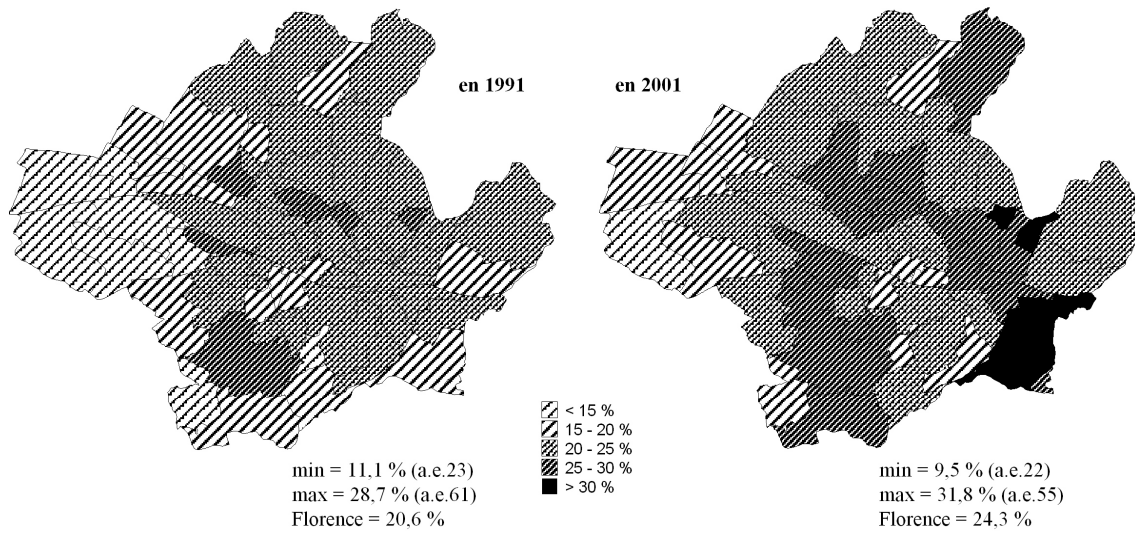 en 1991
en 2001
< 15 %
15 - 20 %
20 - 25 %
25 - 30 %
> 30 %
min = 11,1 % (a.e.23)
max = 28,7 % (a.e.61)
Florence = 20,6 %
min = 9,5 % (a.e.22)
max = 31,8 % (a.e.55)
Florence = 24,3 %